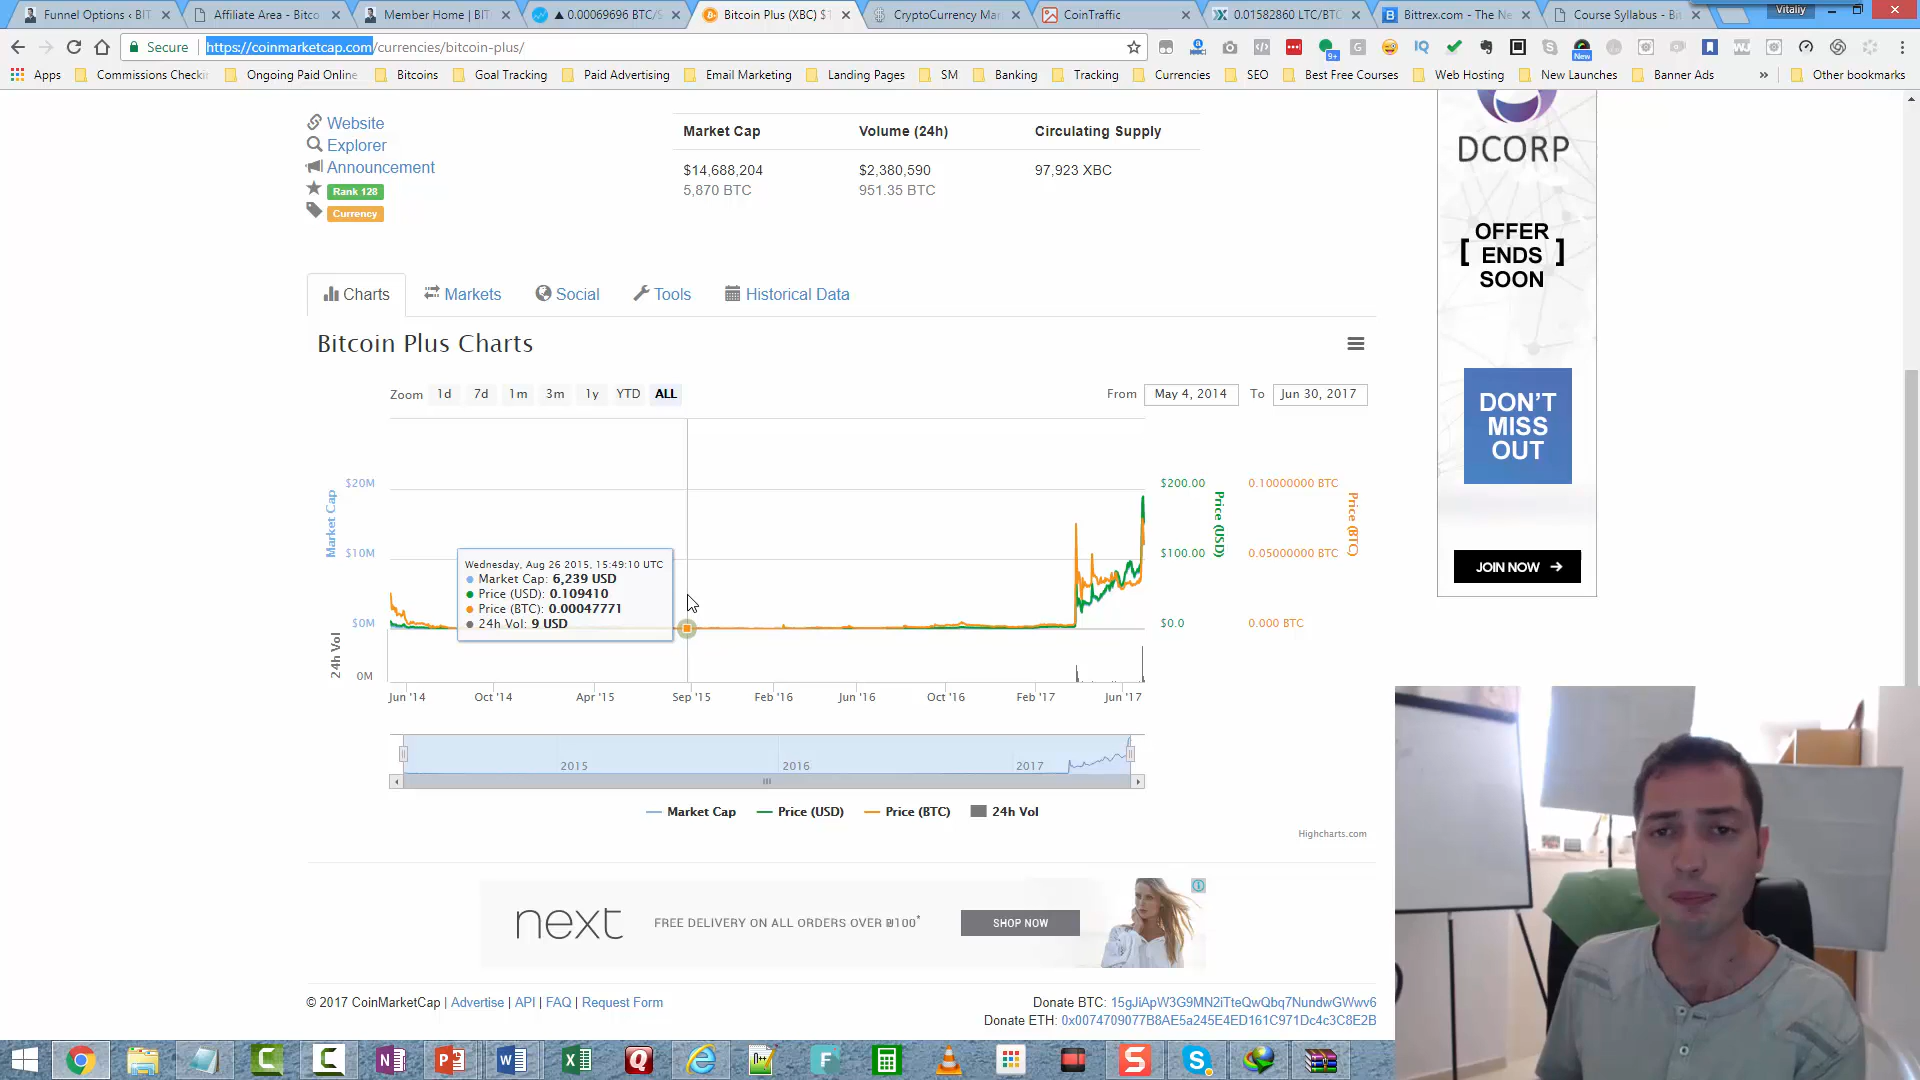 Funnel Options ‹ BIT
Affiliate Area - Bitco
Member Home | BIT
▲ 0.00069696 BTC/S
Bitcoin Plus (XBC) $1
CryptoCurrency Mar
CoinTraffic
0.01582860 LTC/BTC
Bittrex.com - The Ne
Course Syllabus - Bit
Vitaliy
Secure
https://coinmarketcap.com/currencies/bitcoin-plus/
Apps
Commissions Checki
Ongoing Paid Online
Bitcoins
Goal Tracking
Paid Advertising
Email Marketing
Landing Pages
SM
Banking
Tracking
Currencies
SEO
Best Free Courses
Web Hosting
New Launches
Banner Ads
»
Other bookmarks
Website
Explorer
Announcement
Rank 128
Currency
Market Cap Volume (24h) Circulating Supply
$14,688,204 $2,380,590 97,923 XBC
5,870 BTC 951.35 BTC
Charts Markets Social Tools Historical Data
Bitcoin Plus Charts
Zoom 1d 7d 1m 3m 1y YTD ALL
From May 4, 2014 To Jun 30, 2017
Market Cap
$20M
$10M
$0M
24h Vol
0M
Wednesday, Aug 26 2015, 15:49:10 UTC
Market Cap: 6,239 USD
Price (USD): 0.109410
Price (BTC): 0.00047771
24h Vol: 9 USD
$200.00
$100.00
$0.0
Price (USD)
0.10000000 BTC
0.05000000 BTC
0.000 BTC
Price (BTC)
Jun '14 Oct '14 Apr '15 Sep '15 Feb '16 Jun '16 Oct '16 Feb '17 Jun '17
2015 2016 2017
Market Cap Price (USD) Price (BTC) 24h Vol
Highcharts.com
DCORP
[ OFFER
ENDS
SOON ]
DON'T
MISS
OUT
JOIN NOW →
next
FREE DELIVERY ON ALL ORDERS OVER ₪100*
SHOP NOW
© 2017 CoinMarketCap | Advertise | API | FAQ | Request Form
Donate BTC: 15gJiApW3G9MN2iTteQwQbq7NundwGWwv6
Donate ETH: 0x0074709077B8AE5a245E4ED161C971Dc4c3C8E2B